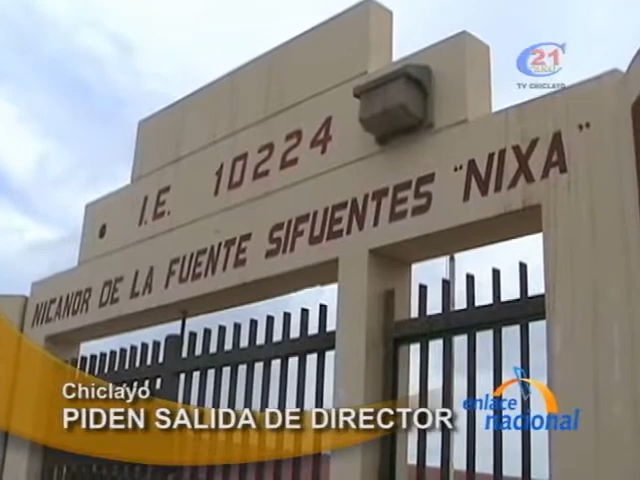 21
TV CHICLAYO
I.E. 10224
NICANOR DE LA FUENTE SIFUENTES "NIXA"
Chiclayo
PIDEN SALIDA DE DIRECTOR
enlace
nacional